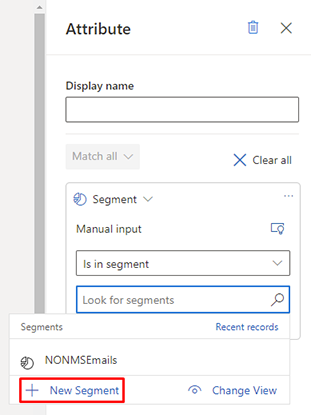 Attribute
Display name
Match all
Clear all
Segment
Manual input
Is in segment
Look for segments
Segments Recent records
NONMSEmails
New Segment Change View